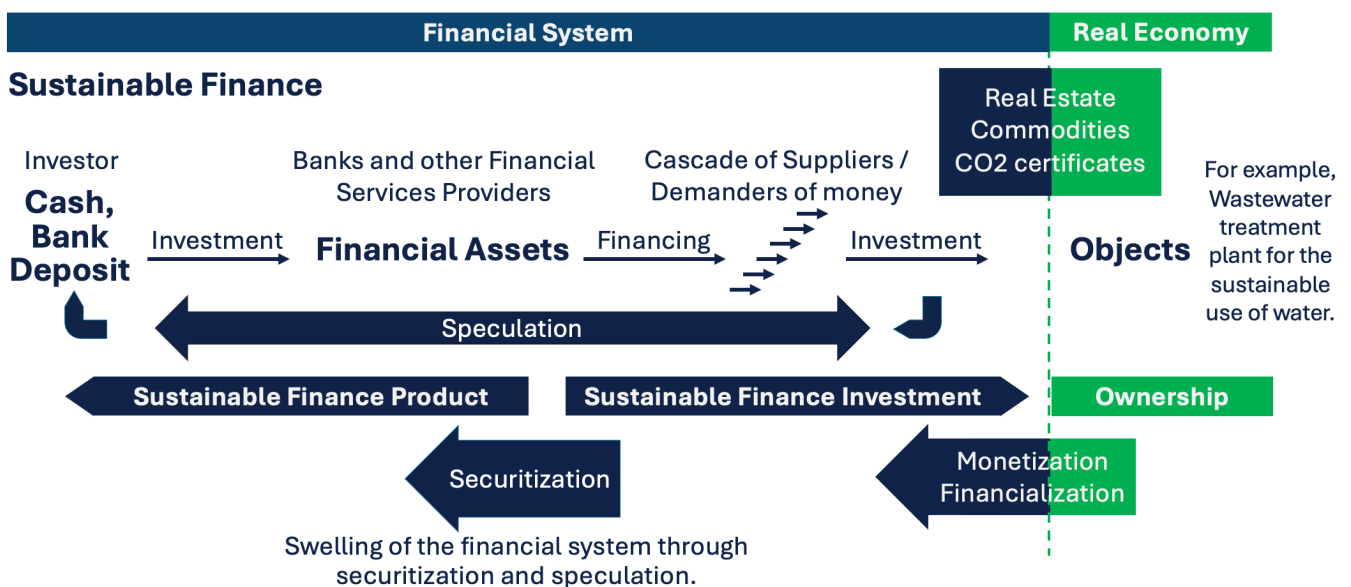 Financial System
Real Economy
Sustainable Finance
Real Estate
Commodities
CO2 certificates
Investor
Cash,
Bank
Deposit
Investment
Banks and other Financial
Services Providers
Financial Assets
Financing
Cascade of Suppliers /
Demanders of money
Investment
Objects
For example,
Wastewater
treatment
plant for the
sustainable
use of water.
Speculation
Sustainable Finance Product
Sustainable Finance Investment
Ownership
Securitization
Monetization
Financialization
Swelling of the financial system through
securitization and speculation.